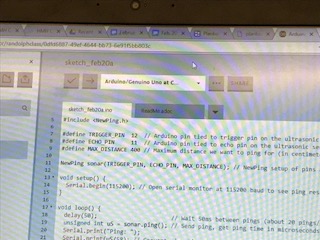 sketch_feb20a
Arduino/Genuino Uno at C...
sketch_feb20a.ino
ReadMe.adoc
#include <NewPing.h>
#define TRIGGER_PIN 12 // Arduino pin tied to trigger pin on the ultrasonic
#define ECHO_PIN 11 // Arduino pin tied to echo pin on the ultrasonic se
#define MAX_DISTANCE 400 // Maximum distance we want to ping for (in centimet
NewPing sonar(TRIGGER_PIN, ECHO_PIN, MAX_DISTANCE); // NewPing setup of pins
void setup() {
Serial.begin(115200); // Open serial monitor at 115200 baud to see ping res
}
void loop() {
delay(50); // Wait 50ms between pings (about 20 pings/
unsigned int uS = sonar.ping(); // Send ping, get ping time in microseconds
Serial.print("Ping: ");